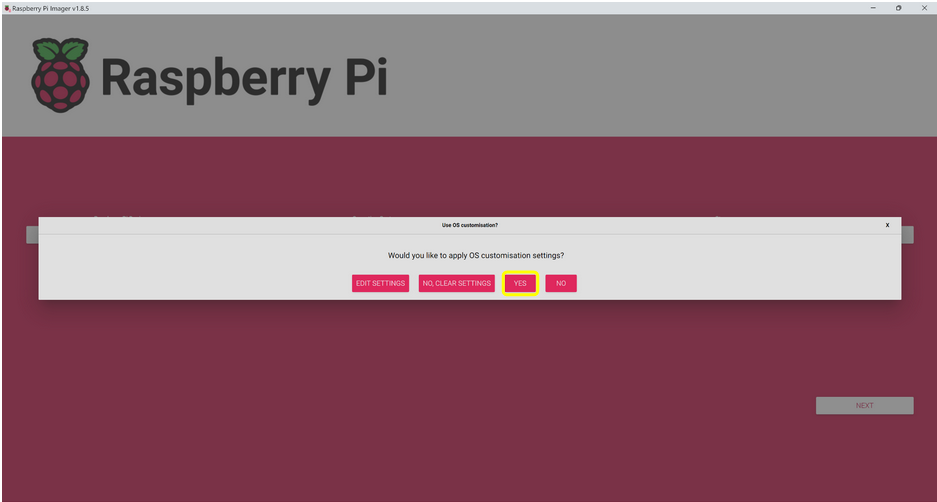 Raspberry Pi Imager v1.8.5
Raspberry Pi
Use OS customisation?
X
Would you like to apply OS customisation settings?
EDIT SETTINGS
NO, CLEAR SETTINGS
YES
NO
NEXT